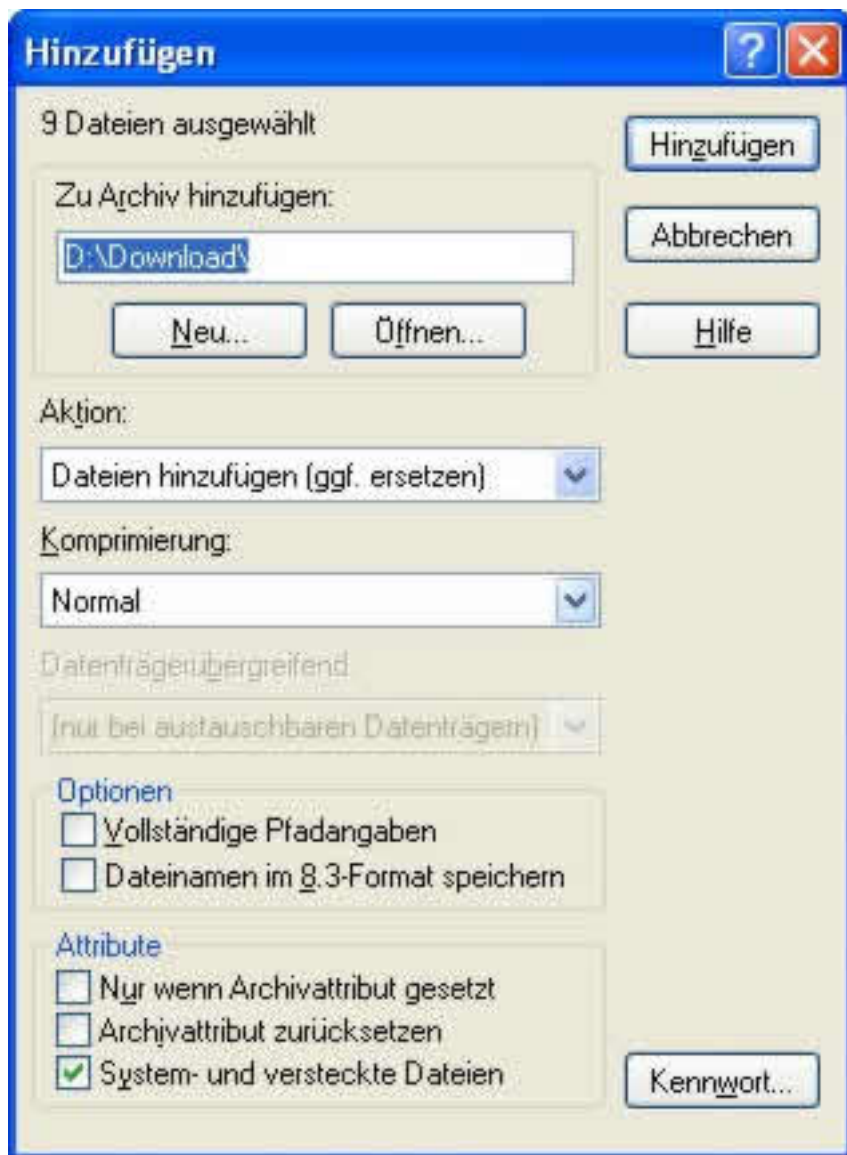 Hinzufügen
9 Dateien ausgewählt
Hinzufügen
Zu Archiv hinzufügen:
D:\Download\
Abbrechen
Neu...
Öffnen...
Hilfe
Aktion:
Dateien hinzufügen (ggf. ersetzen)
Komprimierung:
Normal
Datenträgerübergreifend
(nur bei austauschbaren Datenträgern)
Optionen
Vollständige Pfadangaben
Dateinamen im 8.3-Format speichern
Attribute
Nur wenn Archivattribut gesetzt
Archivattribut zurücksetzen
System- und versteckte Dateien
Kennwort...